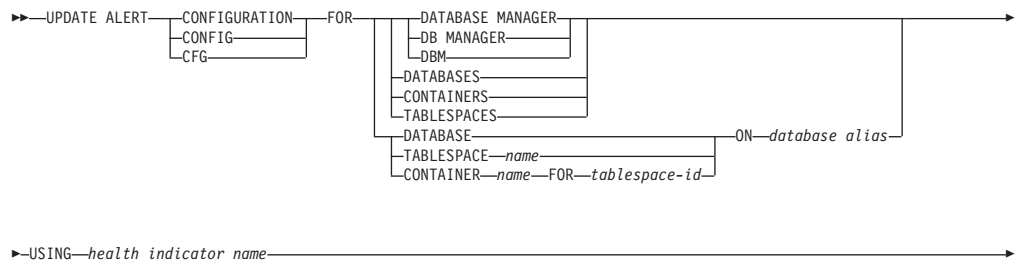 UPDATE ALERT CONFIGURATION FOR DATABASE MANAGER
CONFIG DB MANAGER
CFG DBM
DATABASES
CONTAINERS
TABLESPACES
DATABASE ON database alias
TABLESPACE name
CONTAINER name FOR tablespace-id
USING health indicator name